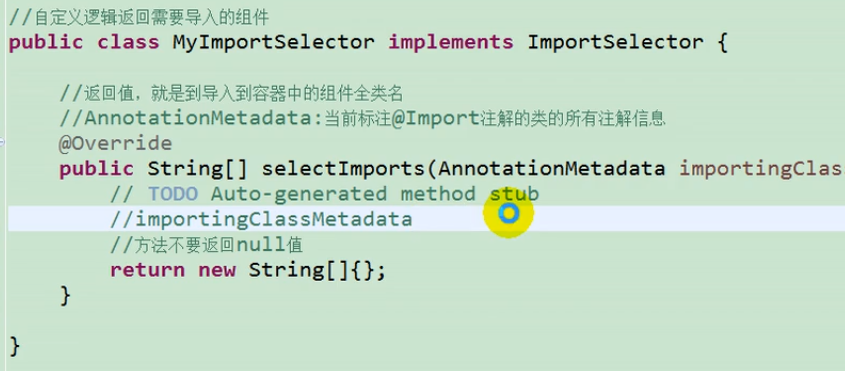 //自定义逻辑返回需要导入的组件
public class MyImportSelector implements ImportSelector {
//返回值，就是到导入到容器中的组件全类名
//AnnotationMetadata:当前标注@Import注解的类的所有注解信息
@Override
public String[] selectImports(AnnotationMetadata importingClas
// TODO Auto-generated method stub
//importingClassMetadata
//方法不要返回null值
return new String[]{};
}
}